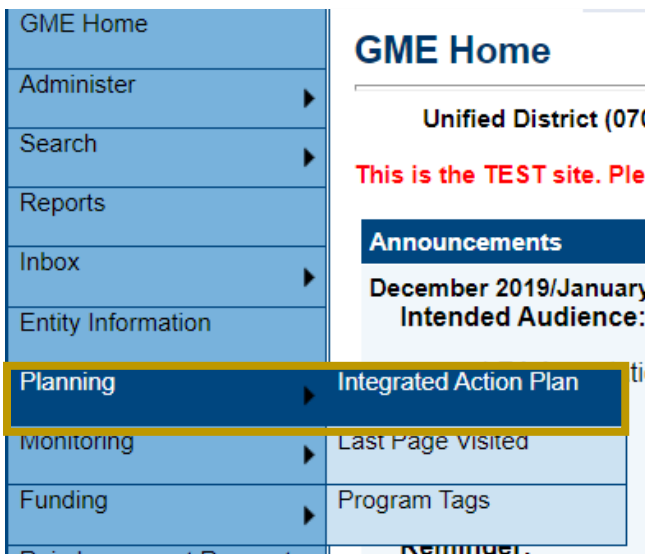 GME Home
Administer
Search
Reports
Inbox
Entity Information
Planning
Monitoring
Funding
GME Home
Unified District (070
This is the TEST site. Ple
Announcements
December 2019/January
Intended Audience:
Integrated Action Plan
Last Page Visited
Program Tags
Reminder: